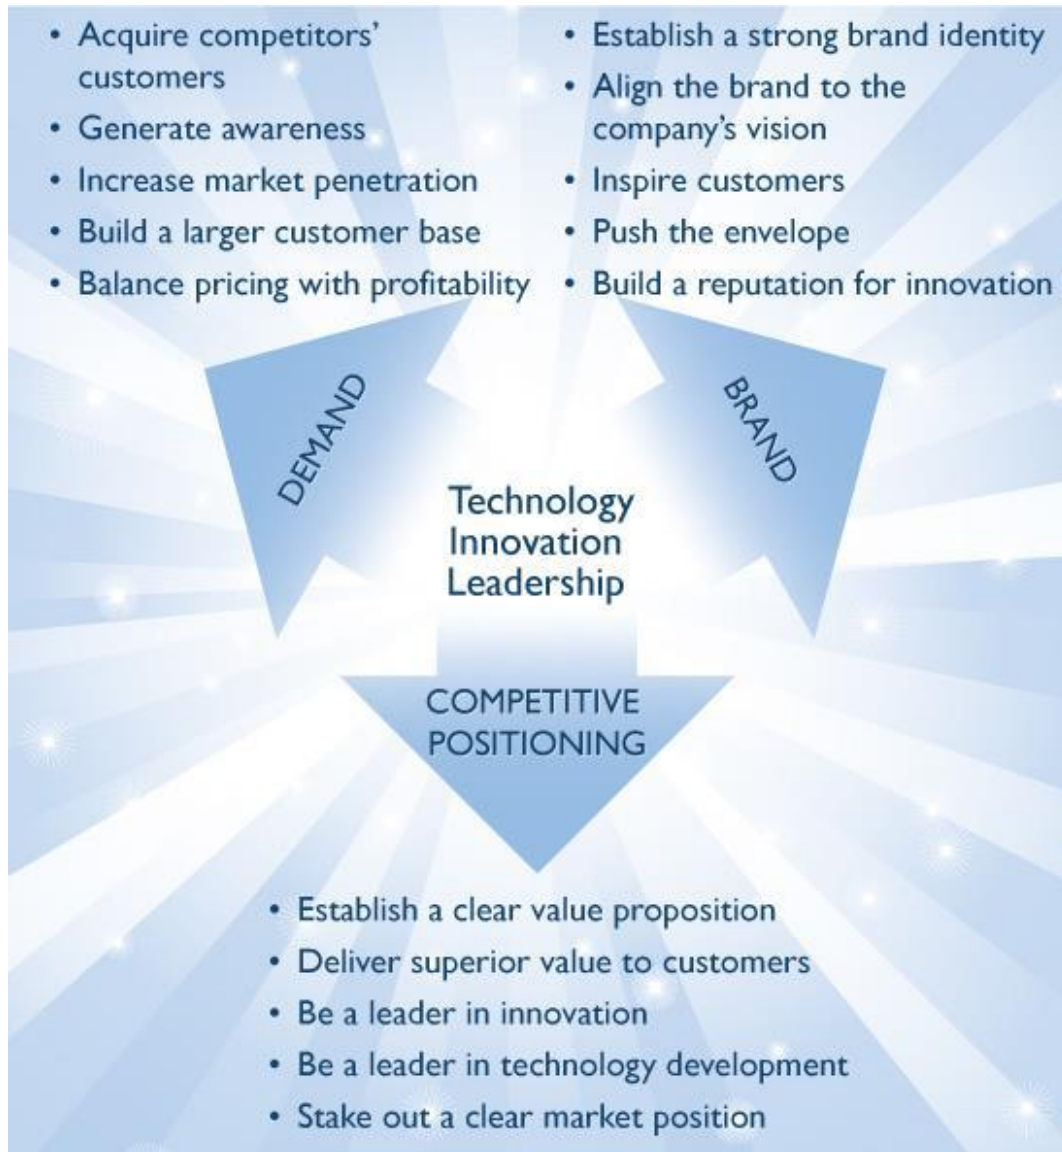 • Acquire competitors’
customers
• Generate awareness
• Increase market penetration
• Build a larger customer base
• Balance pricing with profitability
• Establish a strong brand identity
• Align the brand to the
company’s vision
• Inspire customers
• Push the envelope
• Build a reputation for innovation
DEMAND
BRAND
Technology
Innovation
Leadership
COMPETITIVE
POSITIONING
• Establish a clear value proposition
• Deliver superior value to customers
• Be a leader in innovation
• Be a leader in technology development
• Stake out a clear market position